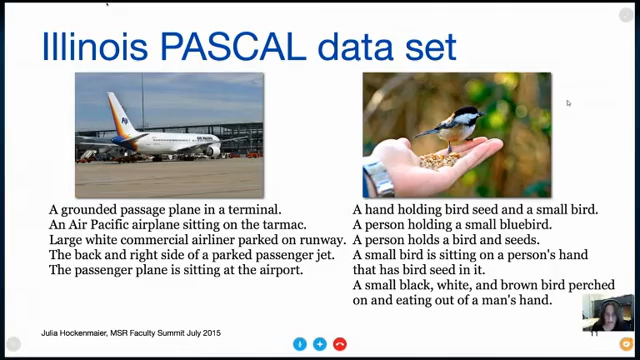 Illinois PASCAL data set
A grounded passage plane in a terminal.
An Air Pacific airplane sitting on the tarmac.
Large white commercial airliner parked on runway.
The back and right side of a parked passenger jet.
The passenger plane is sitting at the airport.
A hand holding bird seed and a small bird.
A person holding a small bluebird.
A person holds a bird and seeds.
A small bird is sitting on a person's hand
that has bird seed in it.
A small black, white, and brown bird perched
on and eating out of a man's hand.
Julia Hockenmaier, MSR Faculty Summit July 2015